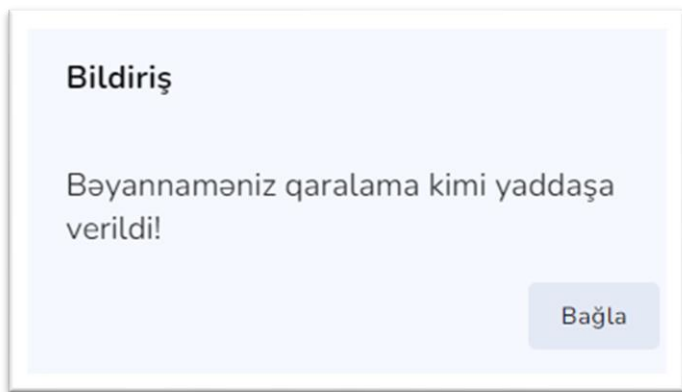 Bildiriş
Bəyannaməniz qaralama kimi yaddaşa
verildi!
Bağla